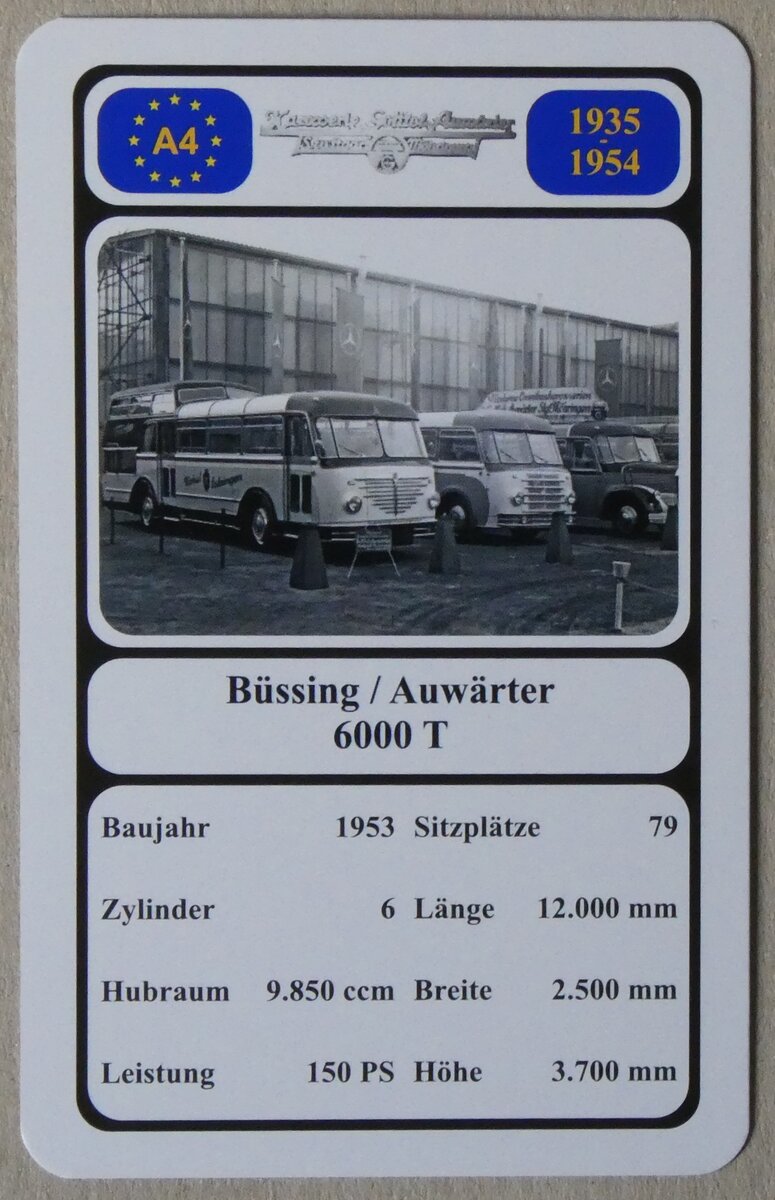 A4
1935
-
1954
Büssing / Auwärter
6000 T
Baujahr 1953 Sitzplätze 79
Zylinder 6 Länge 12.000 mm
Hubraum 9.850 ccm Breite 2.500 mm
Leistung 150 PS Höhe 3.700 mm